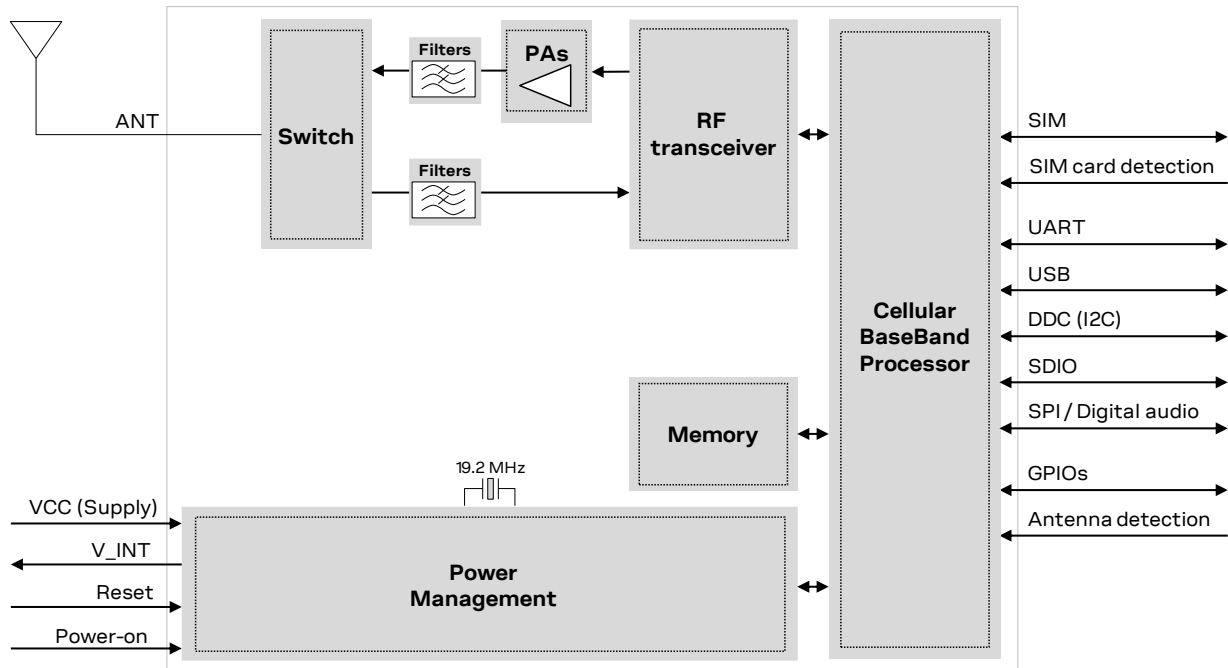 Filters
PAs
ANT
Switch
RF
transceiver
Filters
SIM
SIM card detection
UART
USB
DDC (I2C)
SDIO
SPI / Digital audio
GPIOs
Antenna detection
Cellular
BaseBand
Processor
Memory
19.2 MHz
VCC (Supply)
V_INT
Reset
Power-on
Power
Management